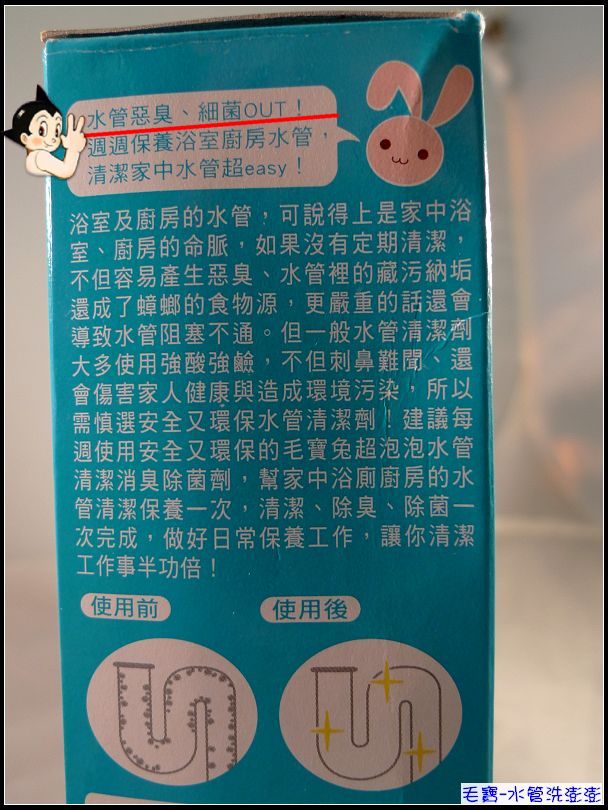 水管惡臭、細菌OUT！
週週保養浴室廚房水管，
清潔家中水管超easy！
浴室及廚房的水管，可說得上是家中浴
室、廚房的命脈，如果沒有定期清潔，
不但容易產生惡臭、水管裡的藏污納垢
還成了蟑螂的食物源，更嚴重的話還會
導致水管阻塞不通。但一般水管清潔劑
大多使用強酸強鹼，不但刺鼻難聞、還
會傷害家人健康與造成環境污染，所以
需慎選安全又環保水管清潔劑！建議每
週使用安全又環保的毛寶兔超泡泡水管
清潔消臭除菌劑，幫家中浴廁廚房的水
管清潔保養一次，清潔、除臭、除菌一
次完成，做好日常保養工作，讓你清潔
工作事半功倍！
使用前
使用後
毛寶-水管洗澎澎